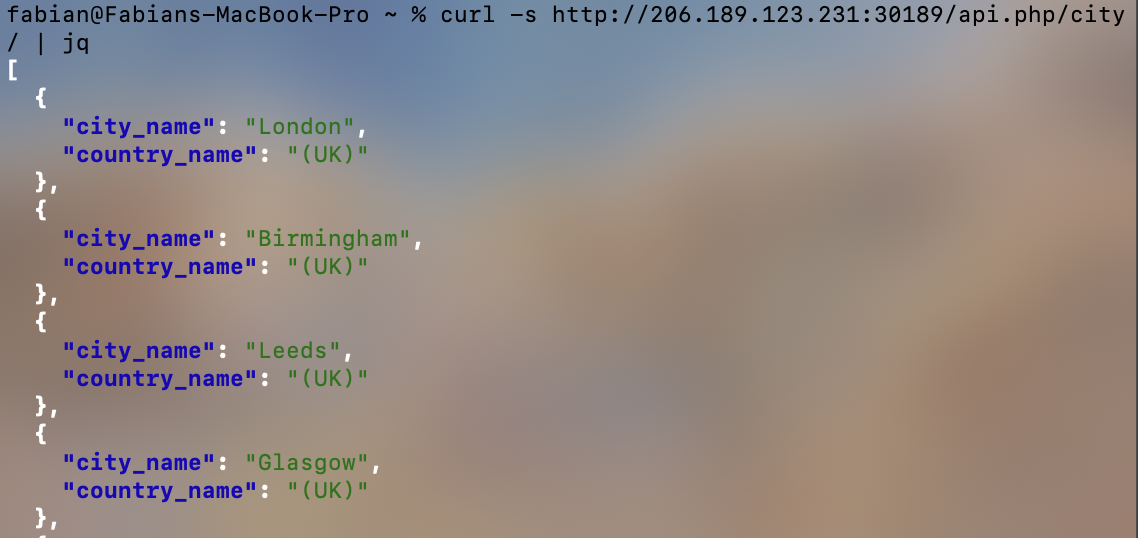 fabian@Fabians-MacBook-Pro ~ % curl -s http://206.189.123.231:30189/api.php/city
/ | jq
[
  {
    "city_name": "London",
    "country_name": "(UK)"
  },
  {
    "city_name": "Birmingham",
    "country_name": "(UK)"
  },
  {
    "city_name": "Leeds",
    "country_name": "(UK)"
  },
  {
    "city_name": "Glasgow",
    "country_name": "(UK)"
  },